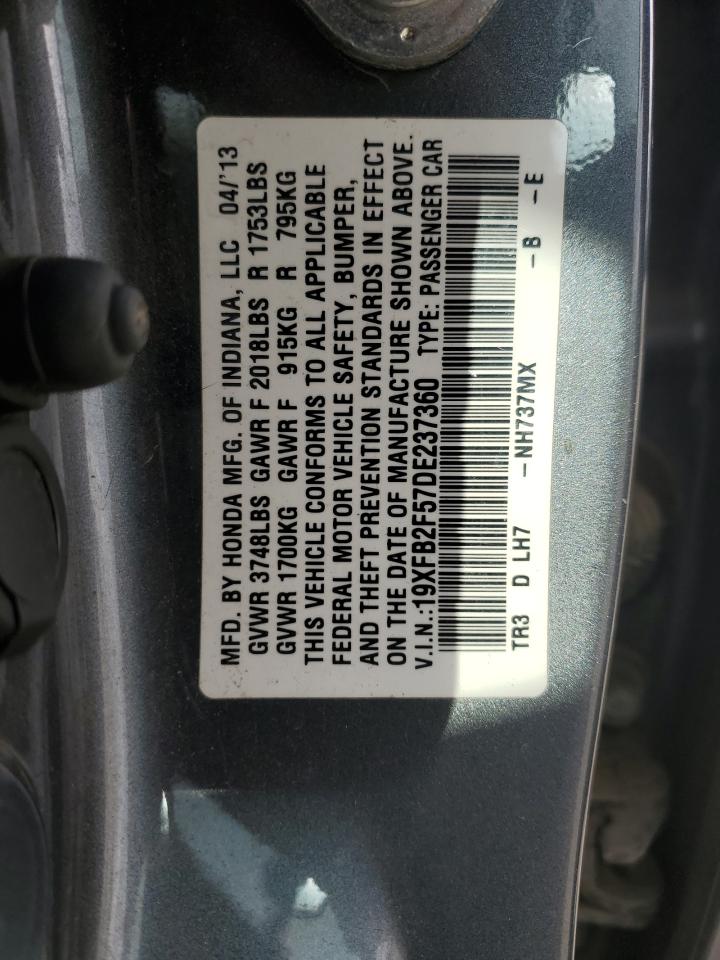 MFD. BY HONDA MFG. OF INDIANA, LLC 04/'13
GVWR 3748LBS GAWR F 2018LBS R 1753LBS
GVWR 1700KG GAWR F 915KG R 795KG
THIS VEHICLE CONFORMS TO ALL APPLICABLE
FEDERAL MOTOR VEHICLE SAFETY, BUMPER,
AND THEFT PREVENTION STANDARDS IN EFFECT
ON THE DATE OF MANUFACTURE SHOWN ABOVE.
V.I.N.:19XFB2F57DE237360 TYPE: PASSENGER CAR
TR3 D LH7 -NH737MX -B -E